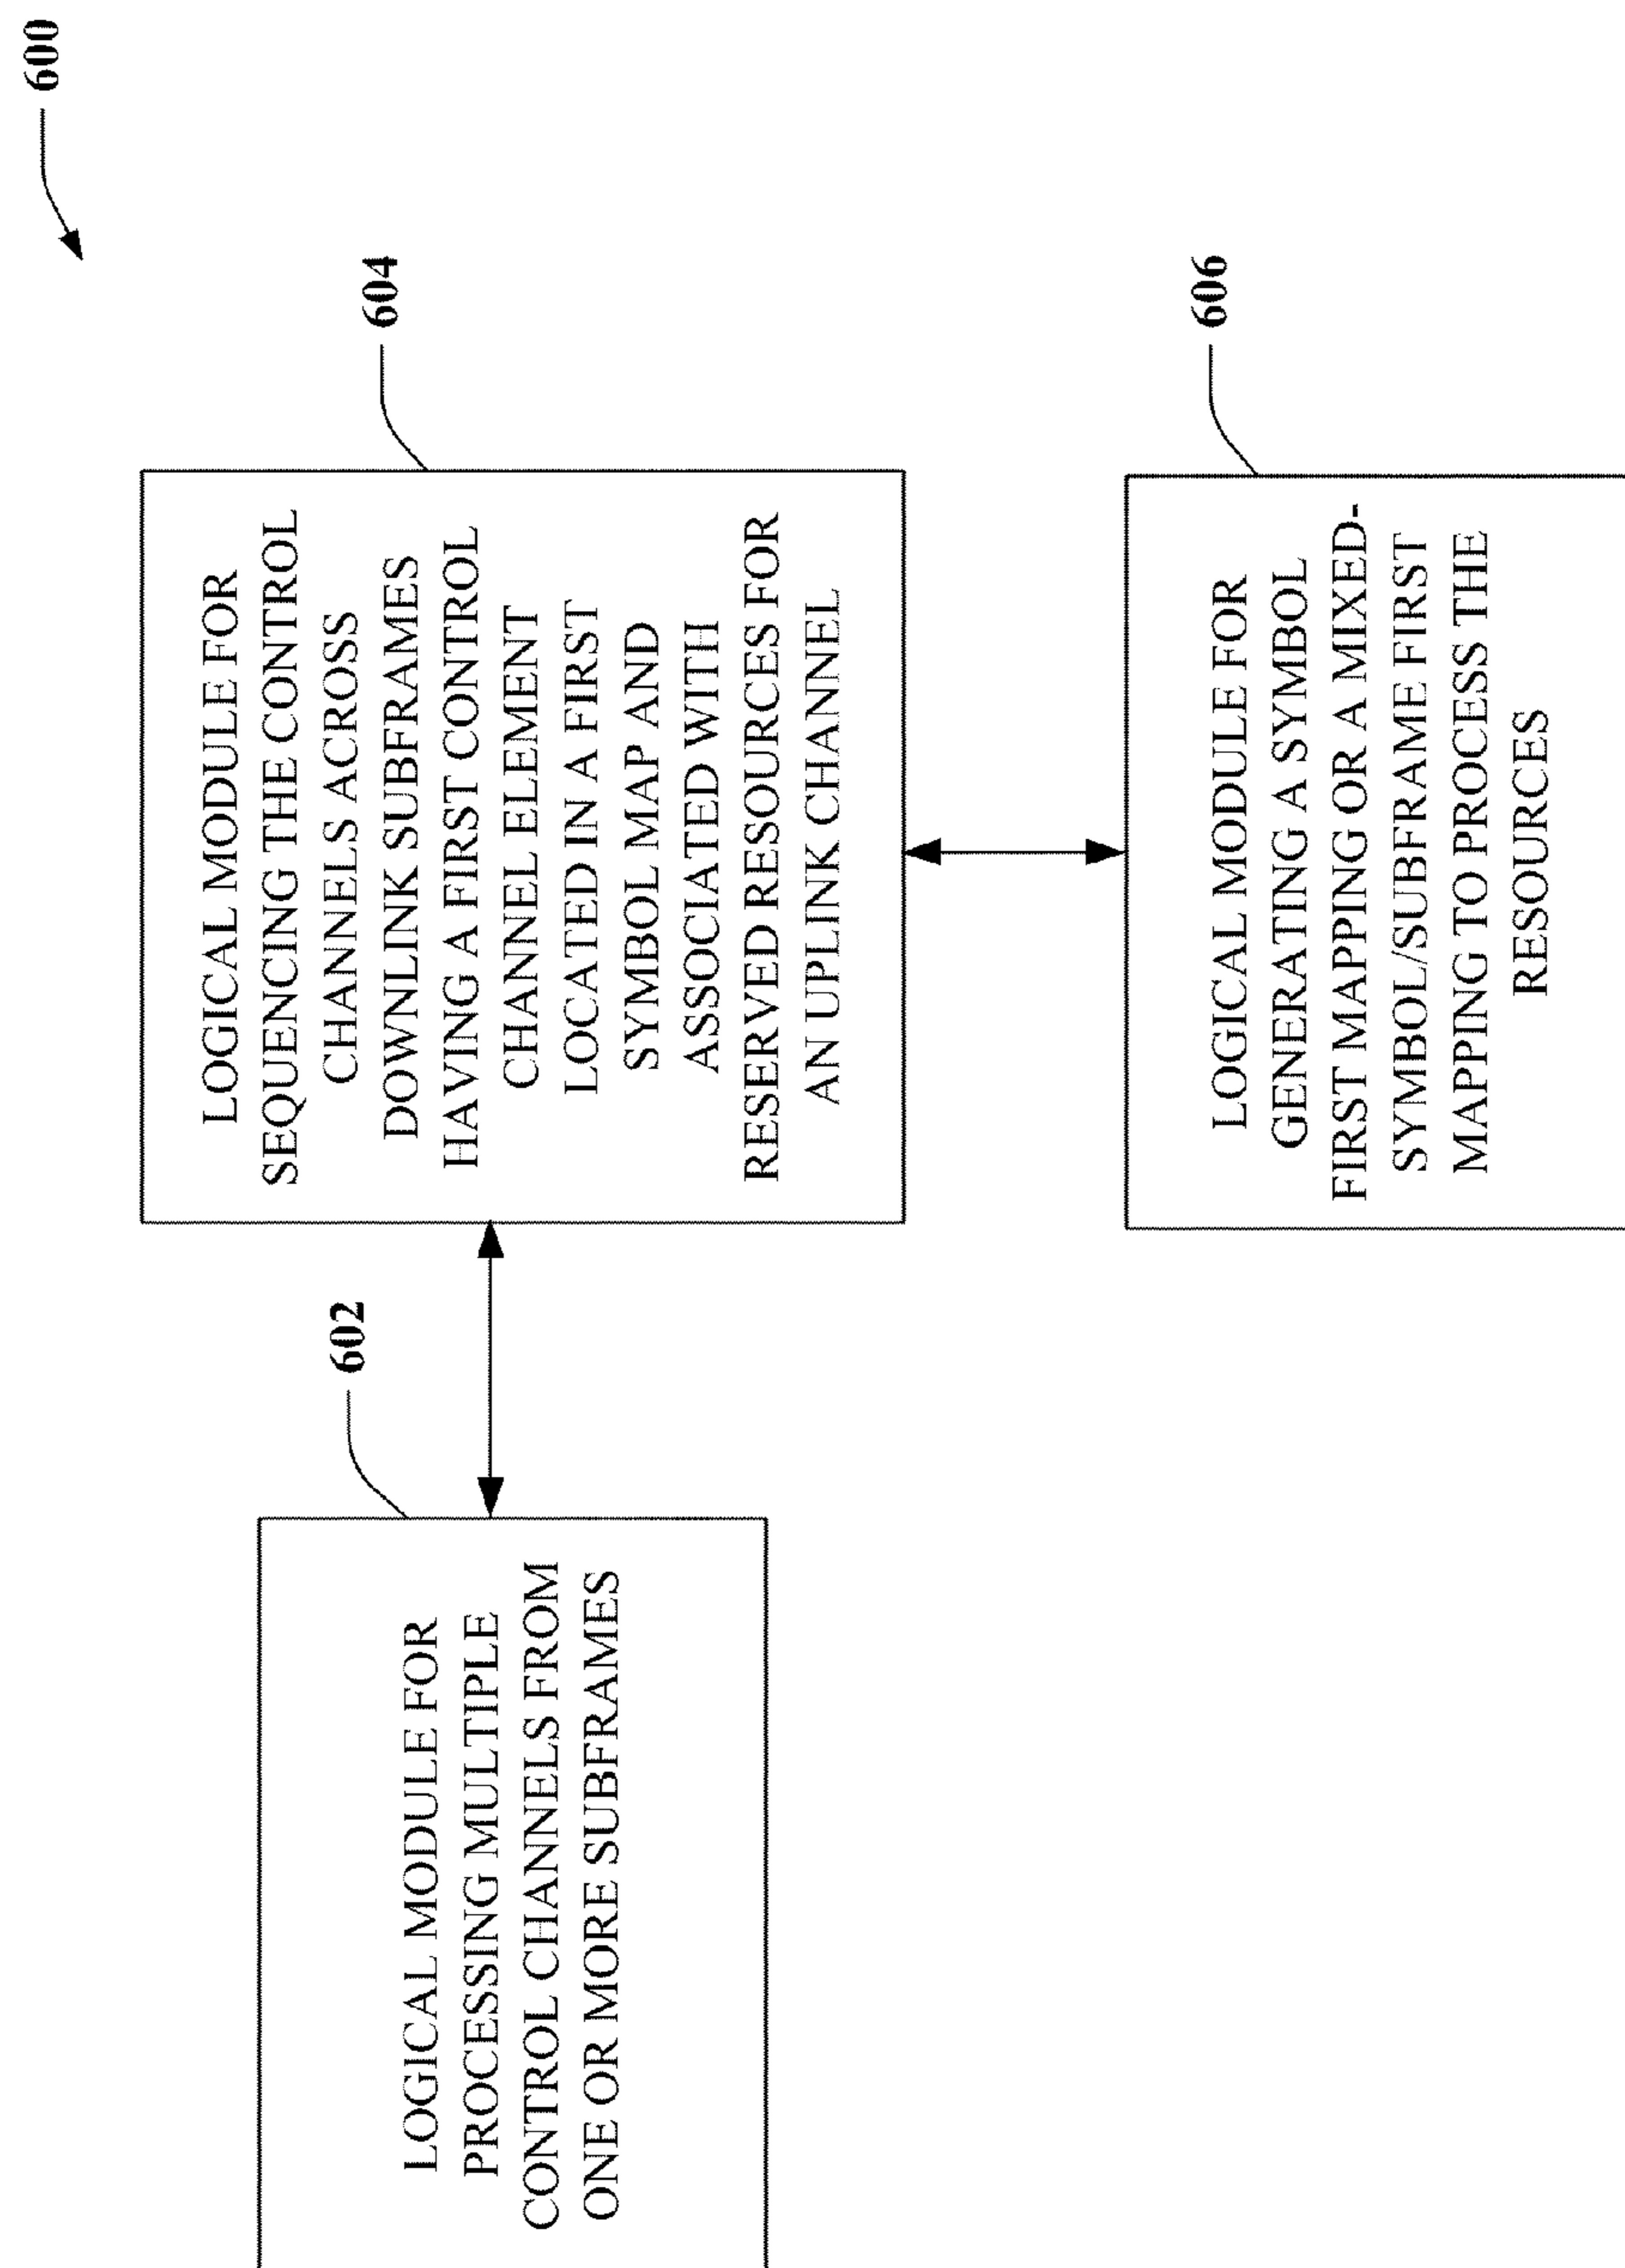 600
602
LOGICAL MODULE FOR
PROCESSING MULTIPLE
CONTROL CHANNELS FROM
ONE OR MORE SUBFRAMES
604
LOGICAL MODULE FOR
SEQUENCING THE CONTROL
CHANNELS ACROSS
DOWNLINK SUBFRAMES
HAVING A FIRST CONTROL
CHANNEL ELEMENT
LOCATED IN A FIRST
SYMBOL MAP AND
ASSOCIATED WITH
RESERVED RESOURCES FOR
AN UPLINK CHANNEL
606
LOGICAL MODULE FOR
GENERATING A SYMBOL
FIRST MAPPING OR A MIXED-
SYMBOL/SUBFRAME FIRST
MAPPING TO PROCESS THE
RESOURCES